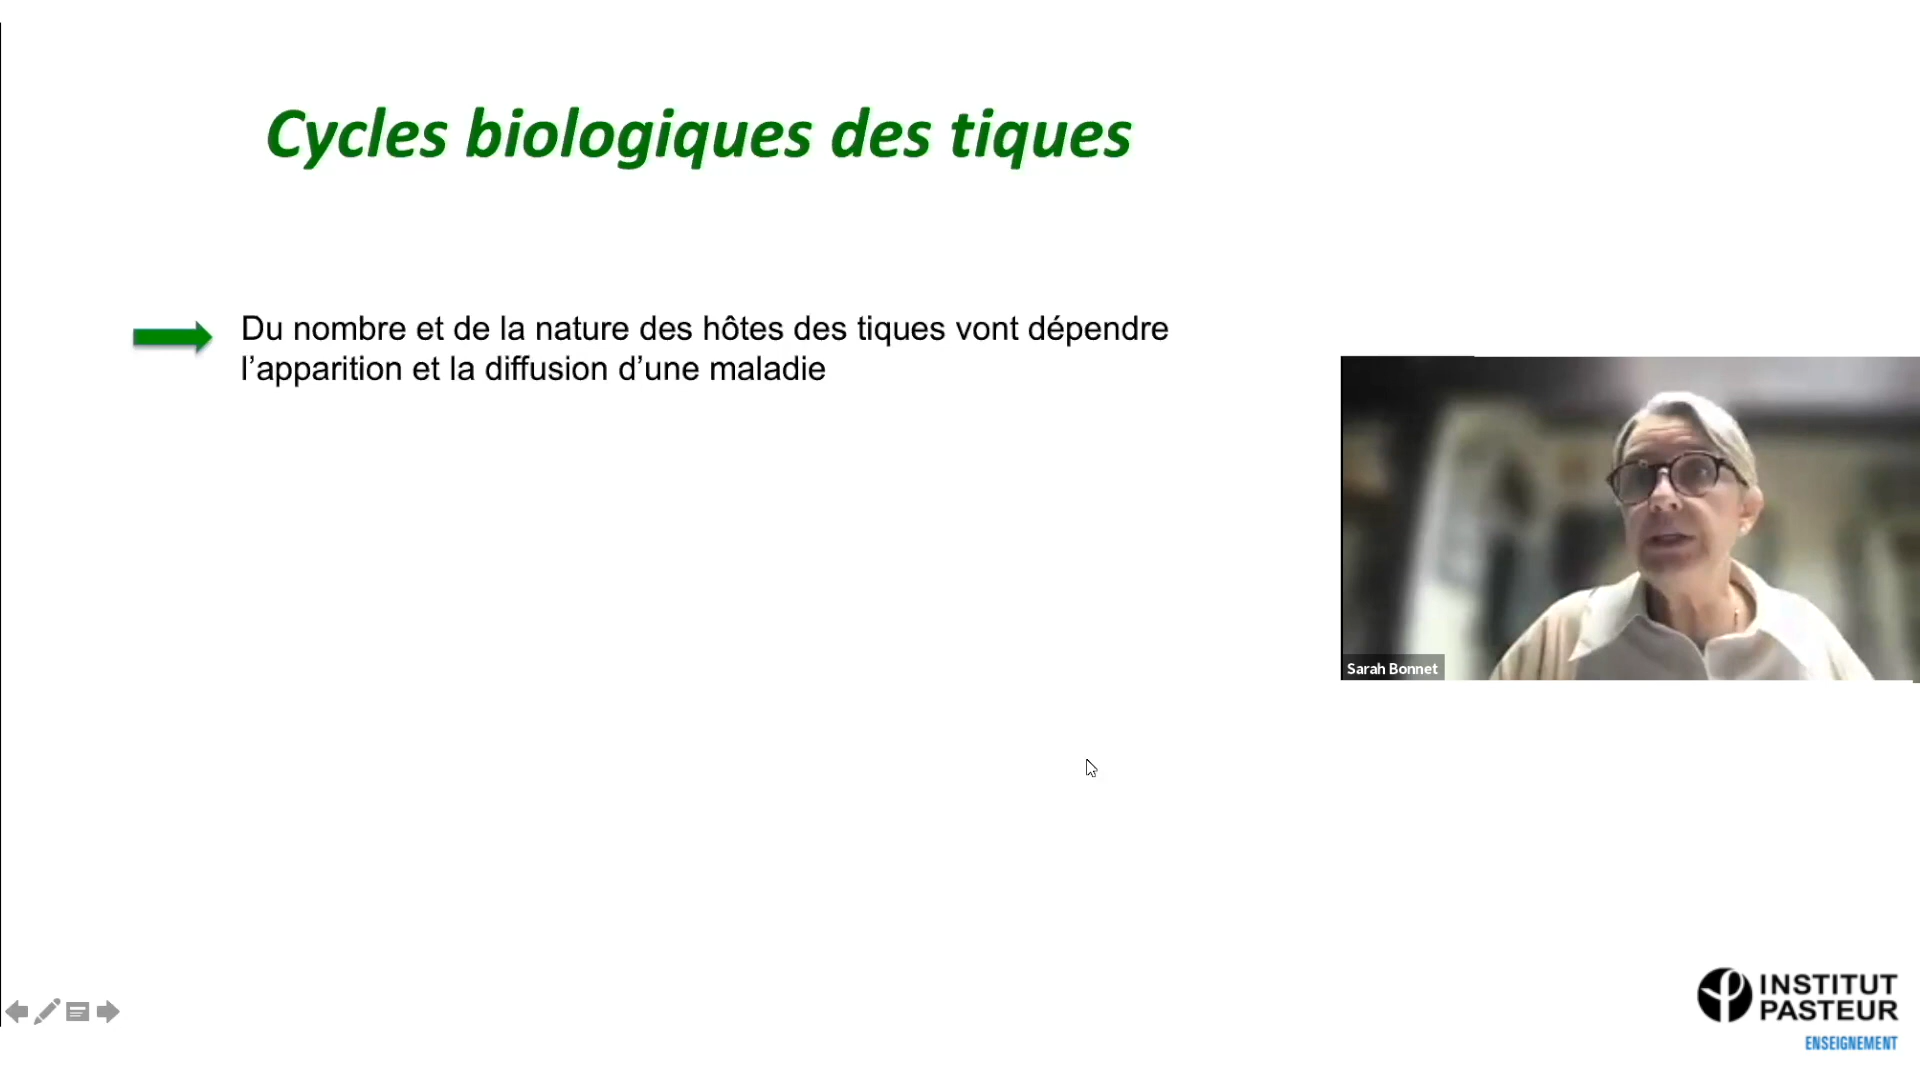 Cycles biologiques des tiques
Du nombre et de la nature des hôtes des tiques vont dépendre
l’apparition et la diffusion d’une maladie
Sarah Bonnet
INSTITUT
PASTEUR
ENSEIGNEMENT